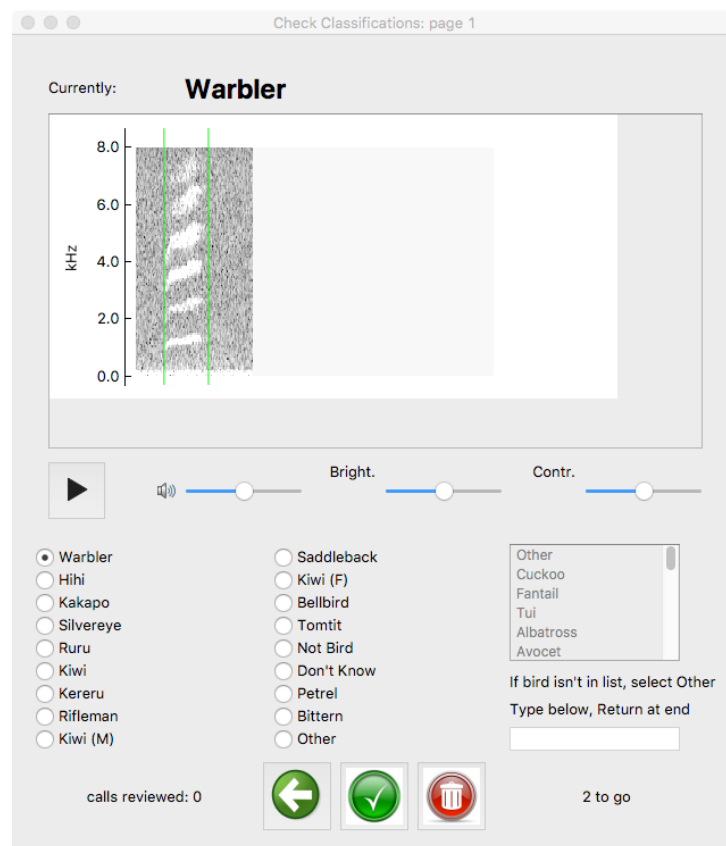 Check Classifications: page 1
Currently: Warbler
8.0
6.0
kHz
4.0
2.0
0.0
Bright. Contr.
Warbler Saddleback Other
Hihi Kiwi (F) Cuckoo
Kakapo Bellbird Fantail
Silvereye Tomtit Tui
Ruru Not Bird Albatross
Kiwi Don't Know Avocet
Kereru Petrel If bird isn't in list, select Other
Rifleman Bittern Type below, Return at end
Kiwi (M) Other
calls reviewed: 0 2 to go